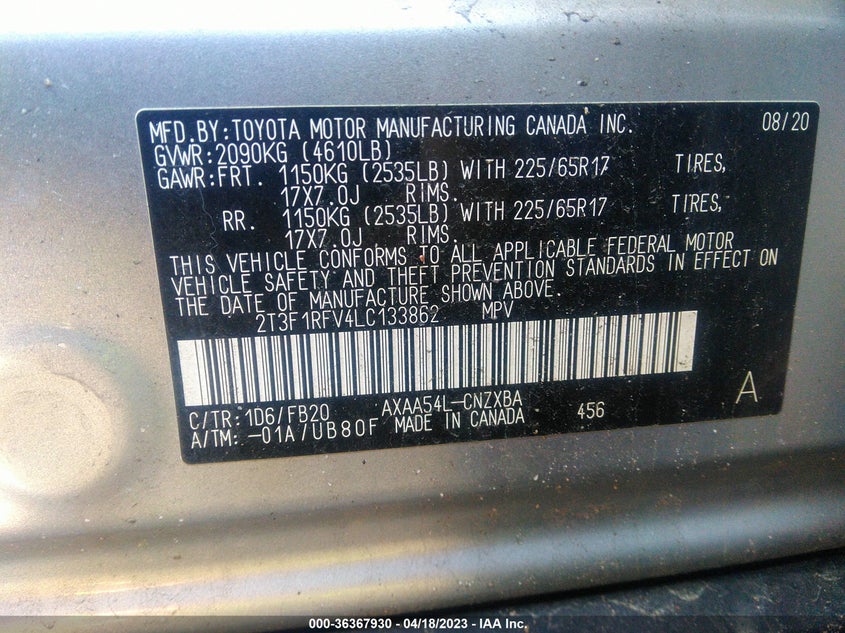 MFD.BY:TOYOTA MOTOR MANUFACTURING CANADA INC. 08/20
GVWR:2090KG (4610LB)
GAWR:FRT. 1150KG (2535LB) WITH 225/65R17 TIRES,
17X7.0J RIMS.
RR. 1150KG (2535LB) WITH 225/65R17 TIRES,
17X7.0J RIMS.
THIS VEHICLE CONFORMS TO ALL APPLICABLE FEDERAL MOTOR
VEHICLE SAFETY AND THEFT PREVENTION STANDARDS IN EFFECT ON
THE DATE OF MANUFACTURE SHOWN ABOVE.
2T3F1RFV4LC133862 MPV
A
C/TR: 1D6/FB20 AXAA54L-CNZXBA 456
A/TM: -01A/UB80F MADE IN CANADA
000-36367930 - 04/18/2023 - IAA Inc.